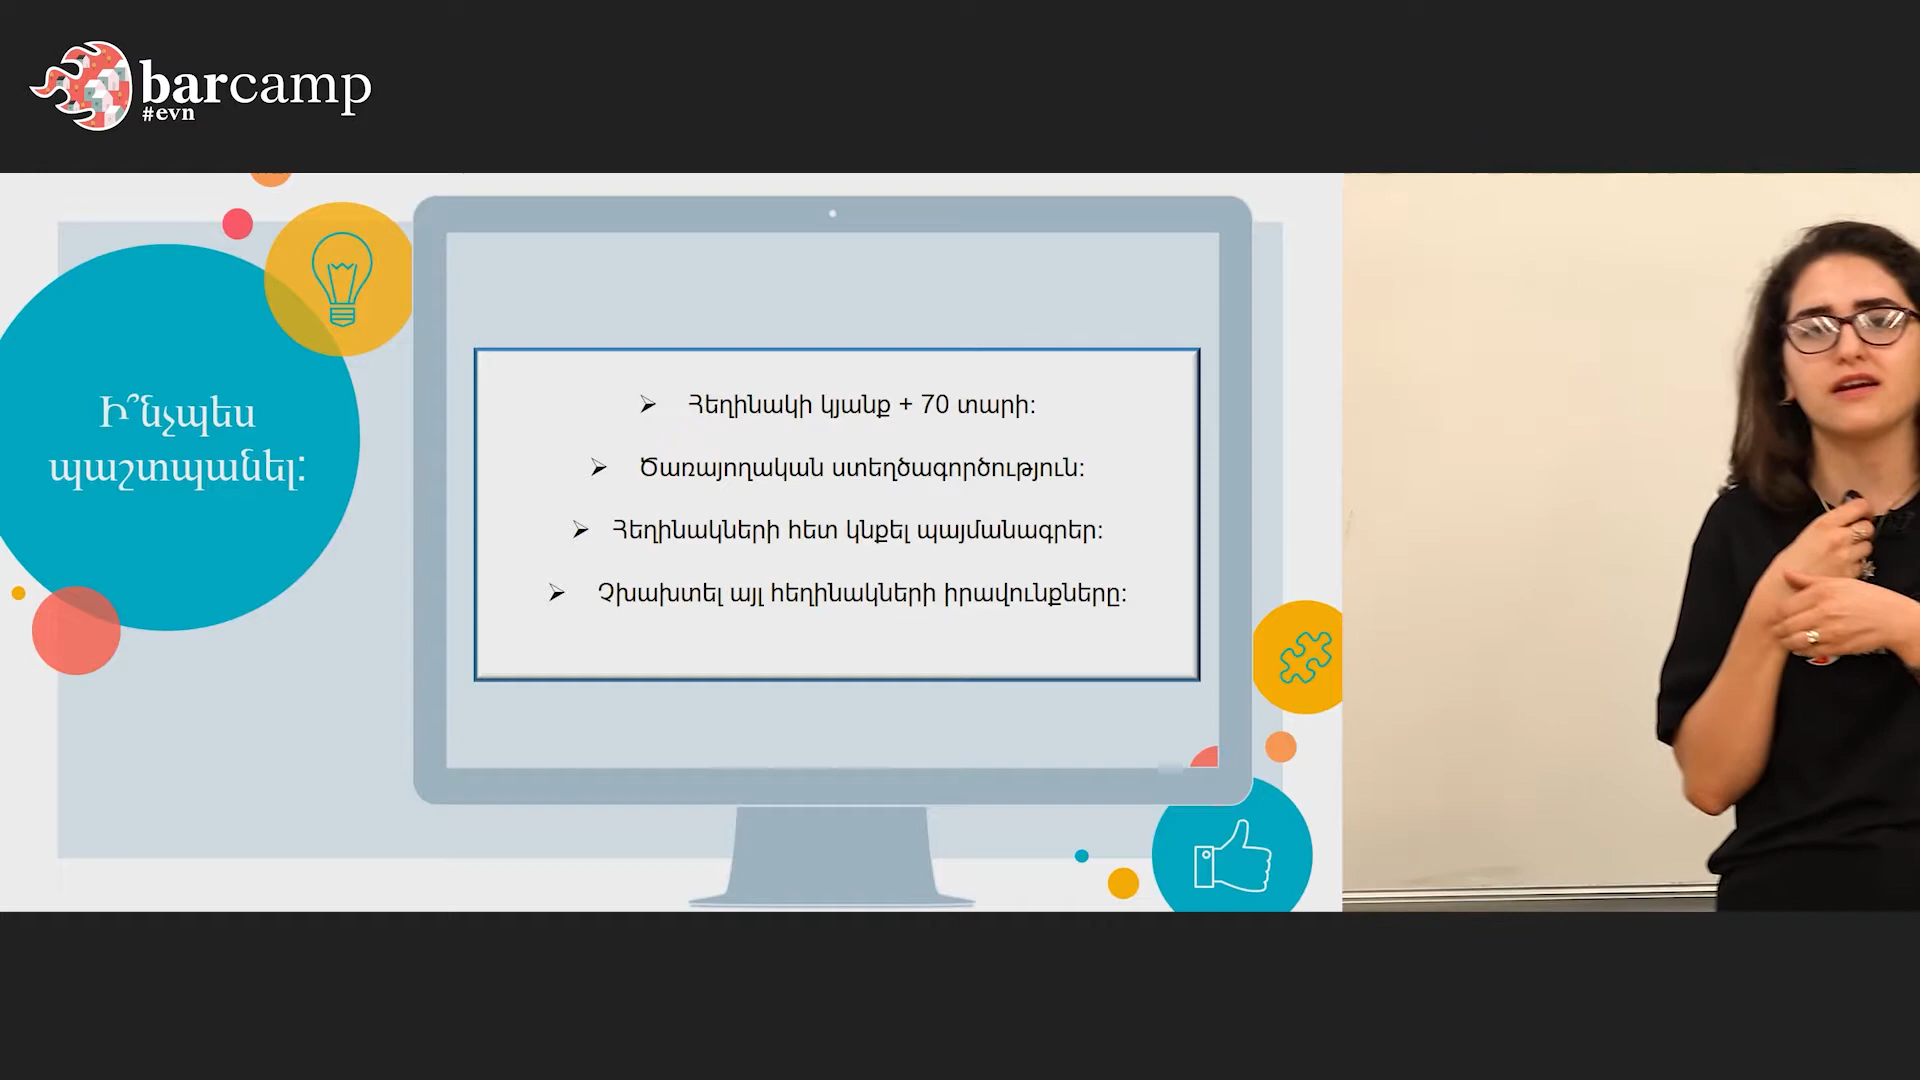 barcamp
#evn
Ի՞նչպես
պաշտպանել:
Հեղինակի կյանք + 70 տարի:
Ծառայողական ստեղծագործություն:
Հեղինակների հետ կնքել պայմանագրեր:
Չխախտել այլ հեղինակների իրավունքները: